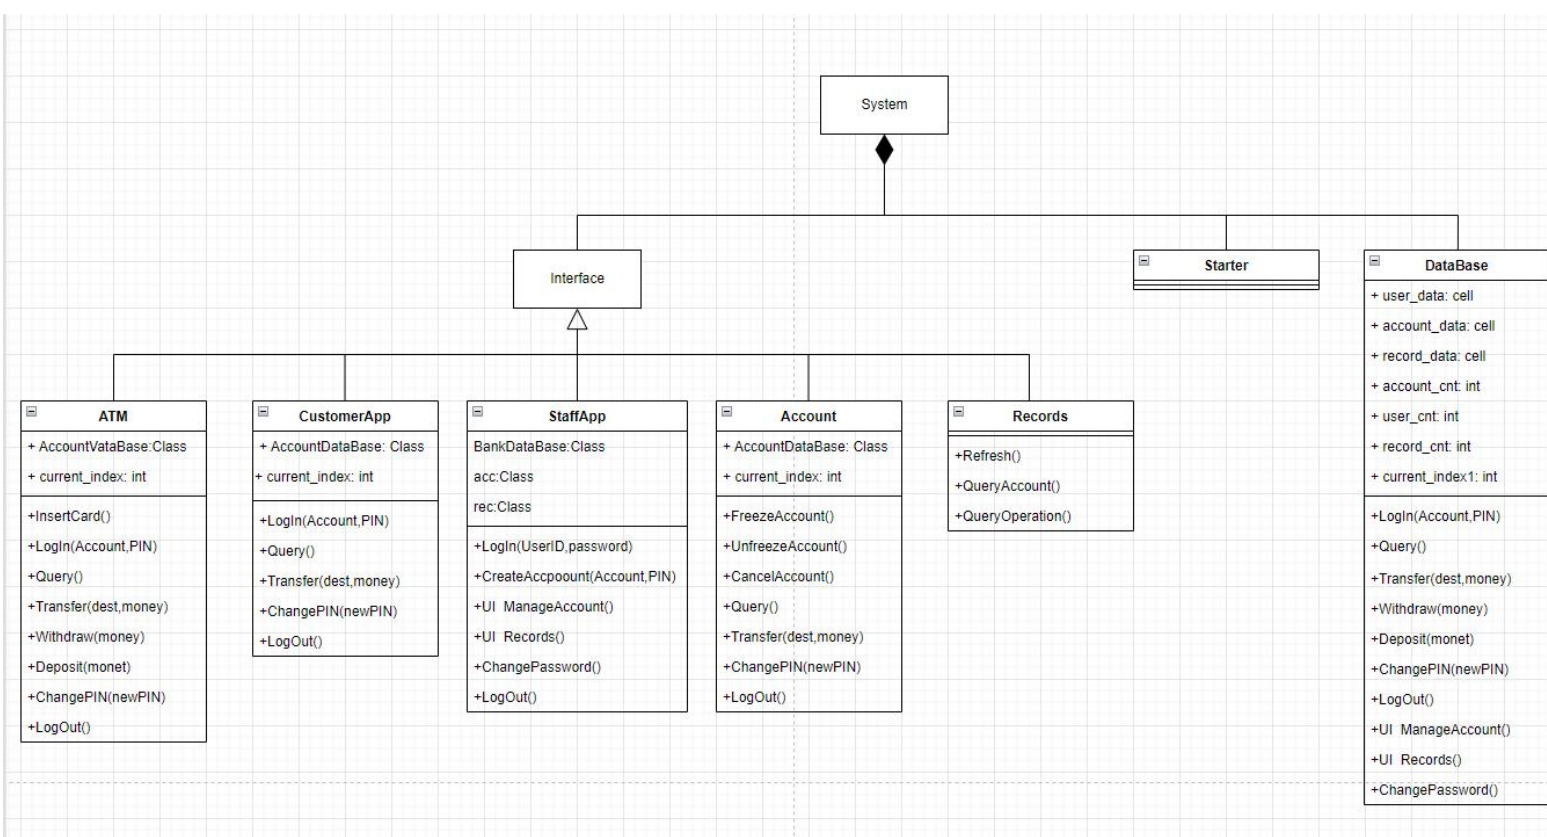 System
Interface
Starter
DataBase
+ user_data: cell
+ account_data: cell
+ record_data: cell
+ account_cnt: int
+ user_cnt: int
+ record_cnt: int
+ current_index1: int
+LogIn(Account,PIN)
+Query()
+Transfer(dest,money)
+Withdraw(money)
+Deposit(monet)
+ChangePIN(newPIN)
+LogOut()
+UI ManageAccount()
+UI Records()
+ChangePassword()
ATM
+ AccountVataBase:Class
+ current_index: int
+InsertCard()
+LogIn(Account,PIN)
+Query()
+Transfer(dest,money)
+Withdraw(money)
+Deposit(monet)
+ChangePIN(newPIN)
+LogOut()
CustomerApp
+ AccountDataBase: Class
+ current_index: int
+LogIn(Account,PIN)
+Query()
+Transfer(dest,money)
+ChangePIN(newPIN)
+LogOut()
StaffApp
BankDataBase:Class
acc:Class
rec:Class
+LogIn(UserID,password)
+CreateAccpoount(Account,PIN)
+UI ManageAccount()
+UI Records()
+ChangePassword()
+LogOut()
Account
+ AccountDataBase: Class
+ current_index: int
+FreezeAccount()
+UnfreezeAccount()
+CancelAccount()
+Query()
+Transfer(dest,money)
+ChangePIN(newPIN)
+LogOut()
Records
+Refresh()
+QueryAccount()
+QueryOperation()